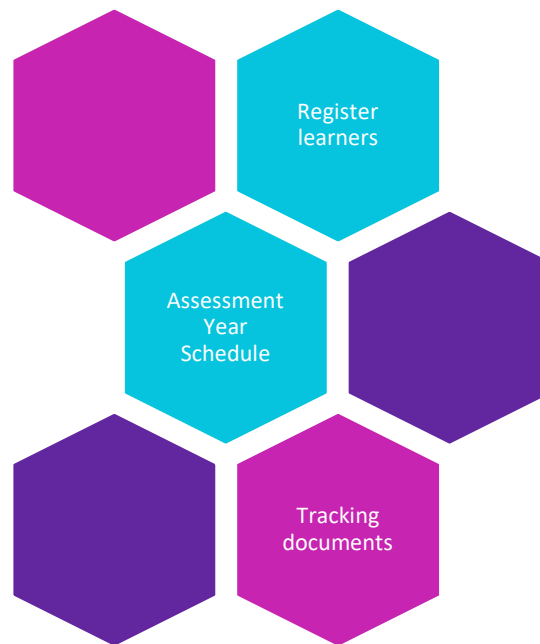 Register
learners
Assessment
Year
Schedule
Tracking
documents